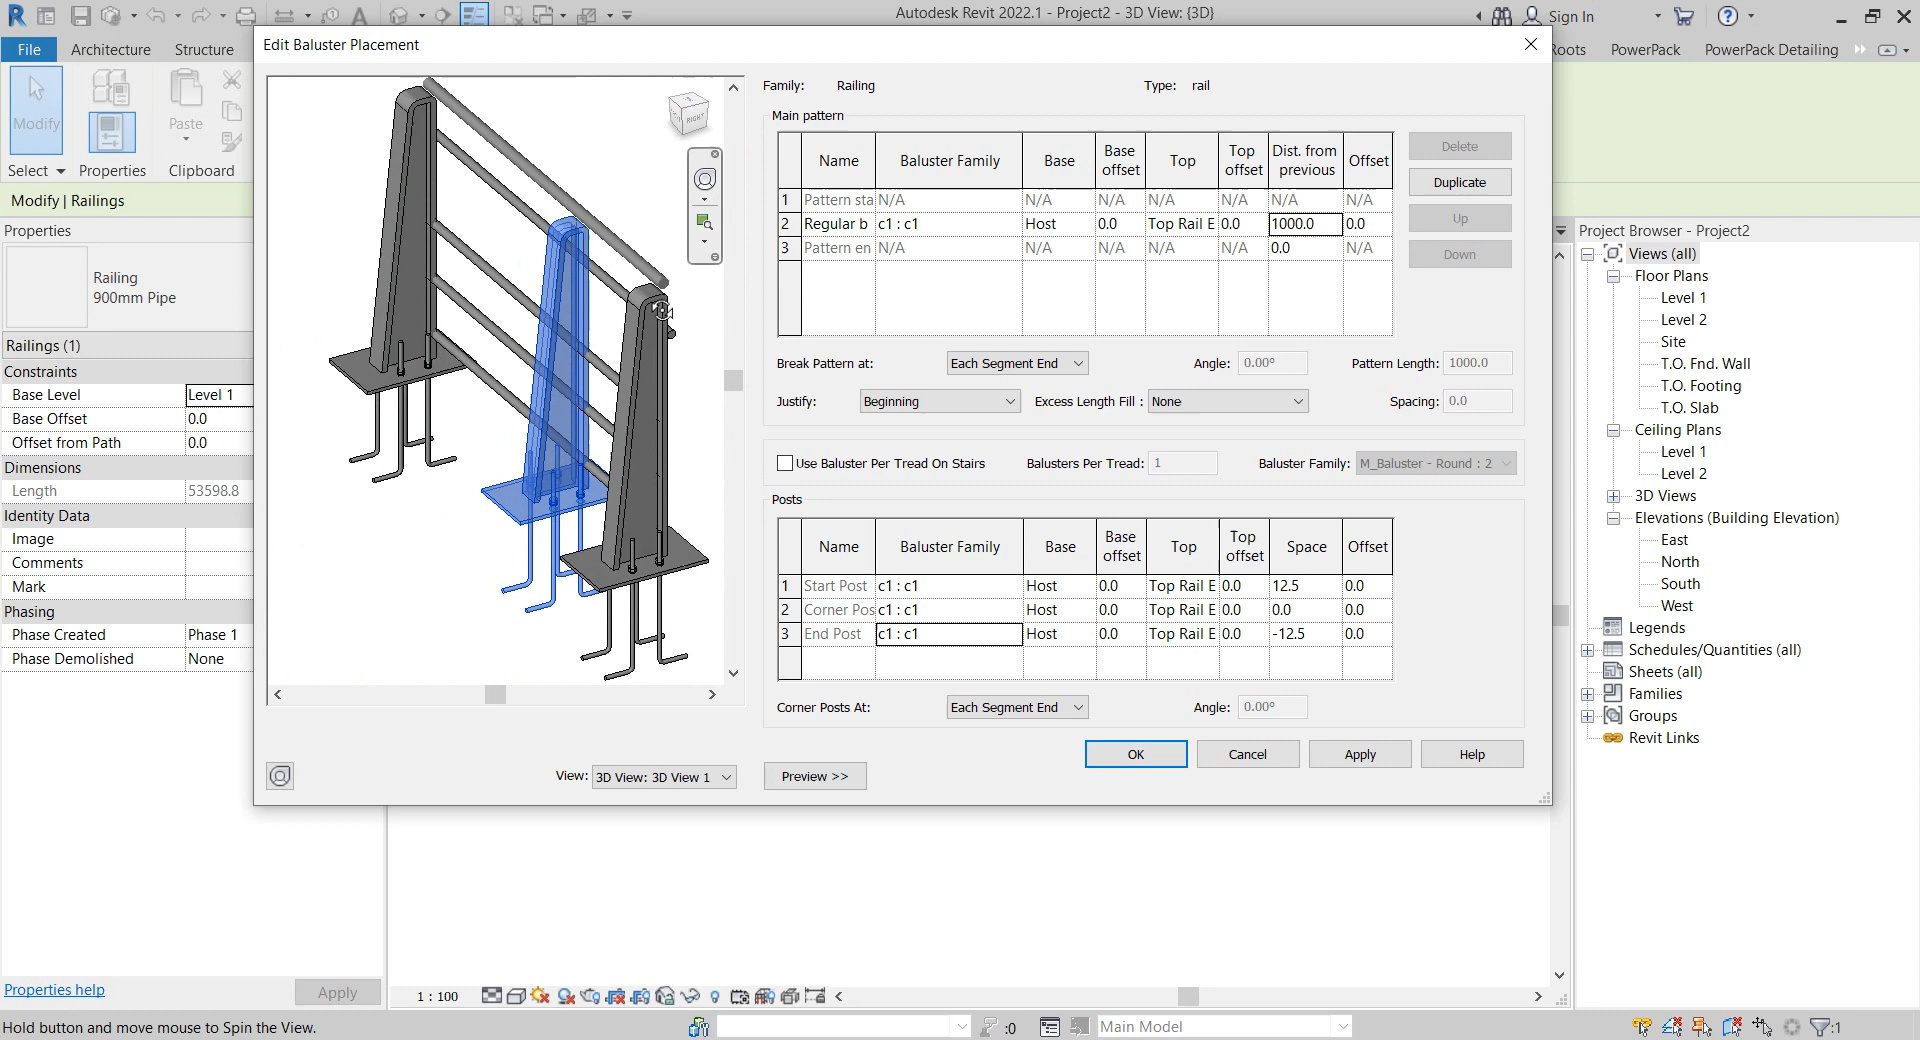 Autodesk Revit 2022.1 - Project2 - 3D View: {3D}
Sign In
File
Architecture
Structure
Roots
PowerPack
PowerPack Detailing
Modify
Paste
Select
Properties
Clipboard
Modify | Railings
Properties
Railing
900mm Pipe
Railings (1)
Constraints
Base Level Level 1
Base Offset 0.0
Offset from Path 0.0
Dimensions
Length 53598.8
Identity Data
Image
Comments
Mark
Phasing
Phase Created Phase 1
Phase Demolished None
Properties help
Apply
Edit Baluster Placement
RIGHT
Family: Railing Type: rail
Main pattern
Name Baluster Family Base Base offset Top Top offset Dist. from previous Offset
1 Pattern sta N/A N/A N/A N/A N/A N/A N/A
2 Regular b c1 : c1 Host 0.0 Top Rail E 0.0 1000.0 0.0
3 Pattern en N/A N/A N/A N/A N/A 0.0 N/A
Delete
Duplicate
Up
Down
Break Pattern at: Each Segment End Angle: 0.00° Pattern Length: 1000.0
Justify: Beginning Excess Length Fill : None Spacing: 0.0
Use Baluster Per Tread On Stairs Balusters Per Tread: 1 Baluster Family: M_Baluster - Round : 2
Posts
Name Baluster Family Base Base offset Top Top offset Space Offset
1 Start Post c1 : c1 Host 0.0 Top Rail E 0.0 12.5 0.0
2 Corner Pos c1 : c1 Host 0.0 Top Rail E 0.0 0.0 0.0
3 End Post c1 : c1 Host 0.0 Top Rail E 0.0 -12.5 0.0
Corner Posts At: Each Segment End Angle: 0.00°
OK
Cancel
Apply
Help
View: 3D View: 3D View 1
Preview >>
Project Browser - Project2
Views (all)
Floor Plans
Level 1
Level 2
Site
T.O. Fnd. Wall
T.O. Footing
T.O. Slab
Ceiling Plans
Level 1
Level 2
3D Views
Elevations (Building Elevation)
East
North
South
West
Legends
Schedules/Quantities (all)
Sheets (all)
Families
Groups
Revit Links
1 : 100
Hold button and move mouse to Spin the View.
:0
Main Model
:1